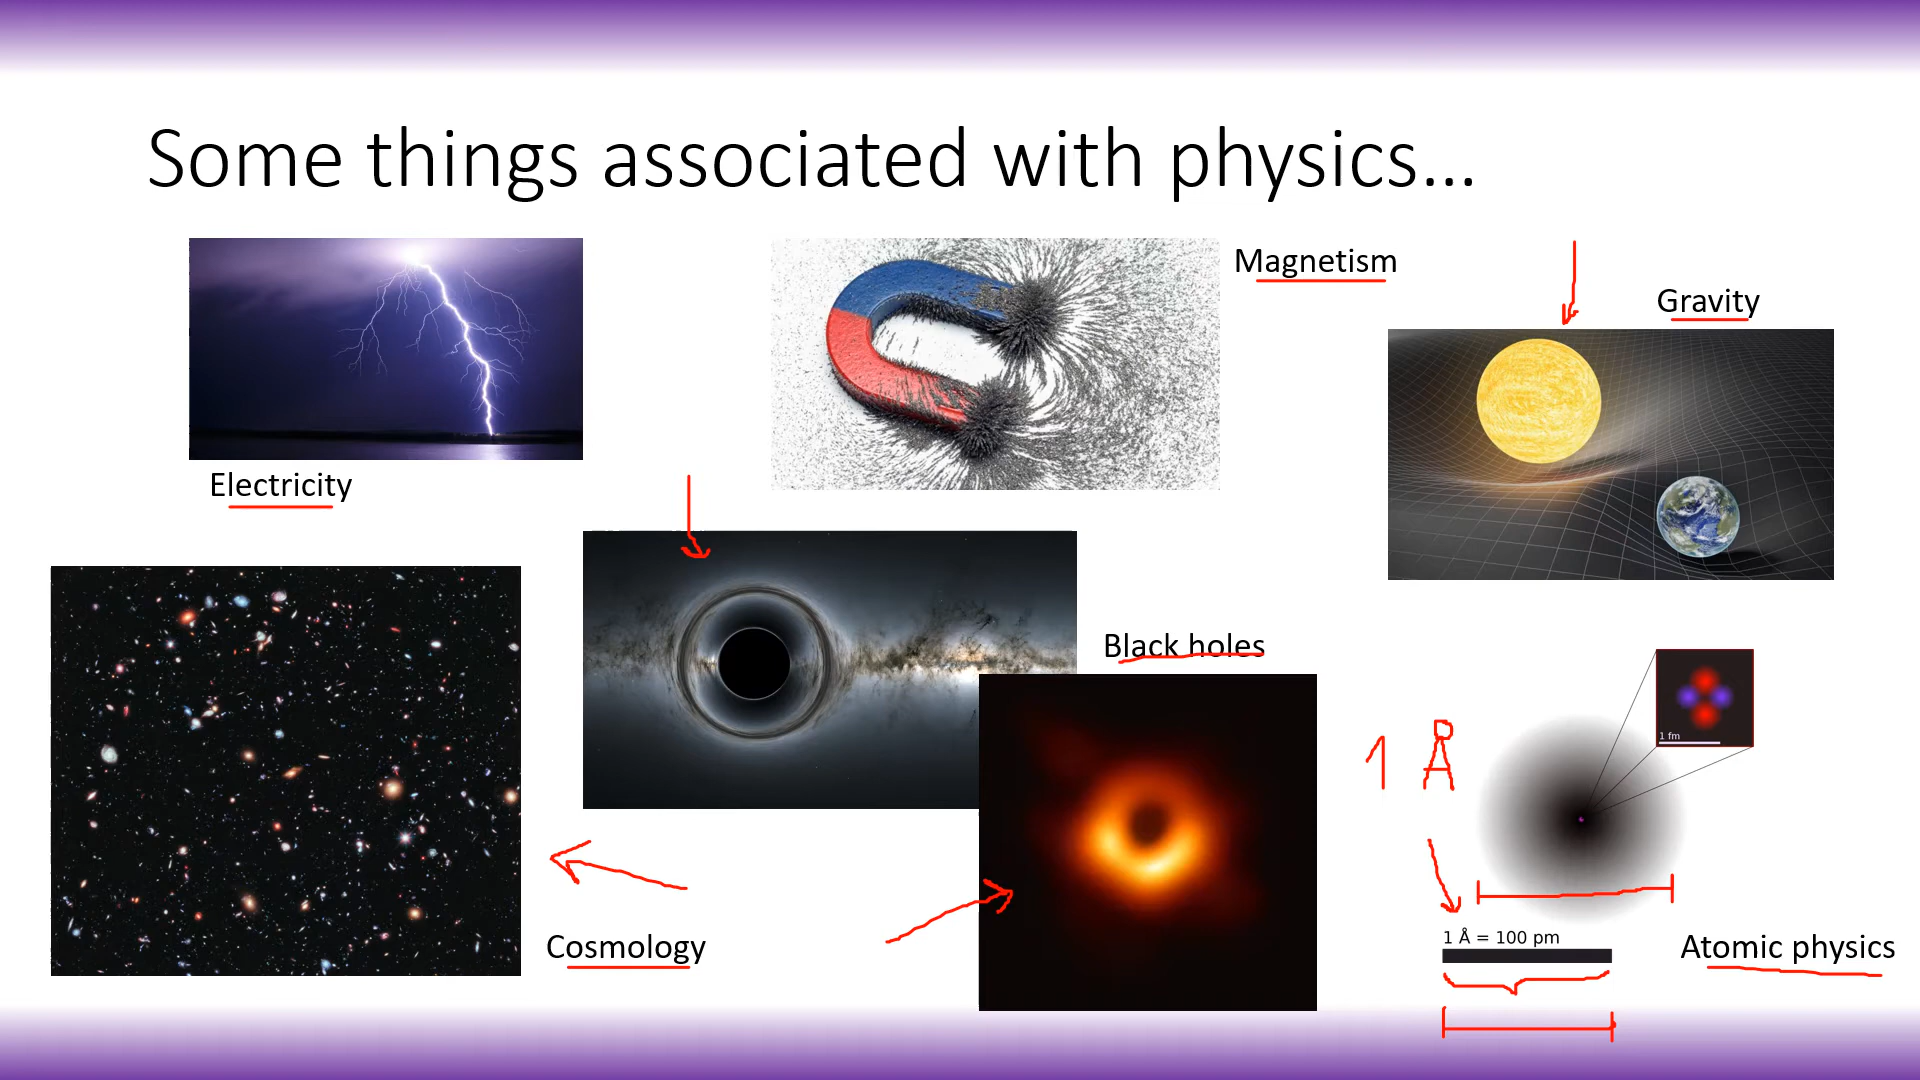 Some things associated with physics...
Magnetism
Gravity
Electricity
Black holes
1 fm
1 Å
1 Å = 100 pm
Cosmology
Atomic physics